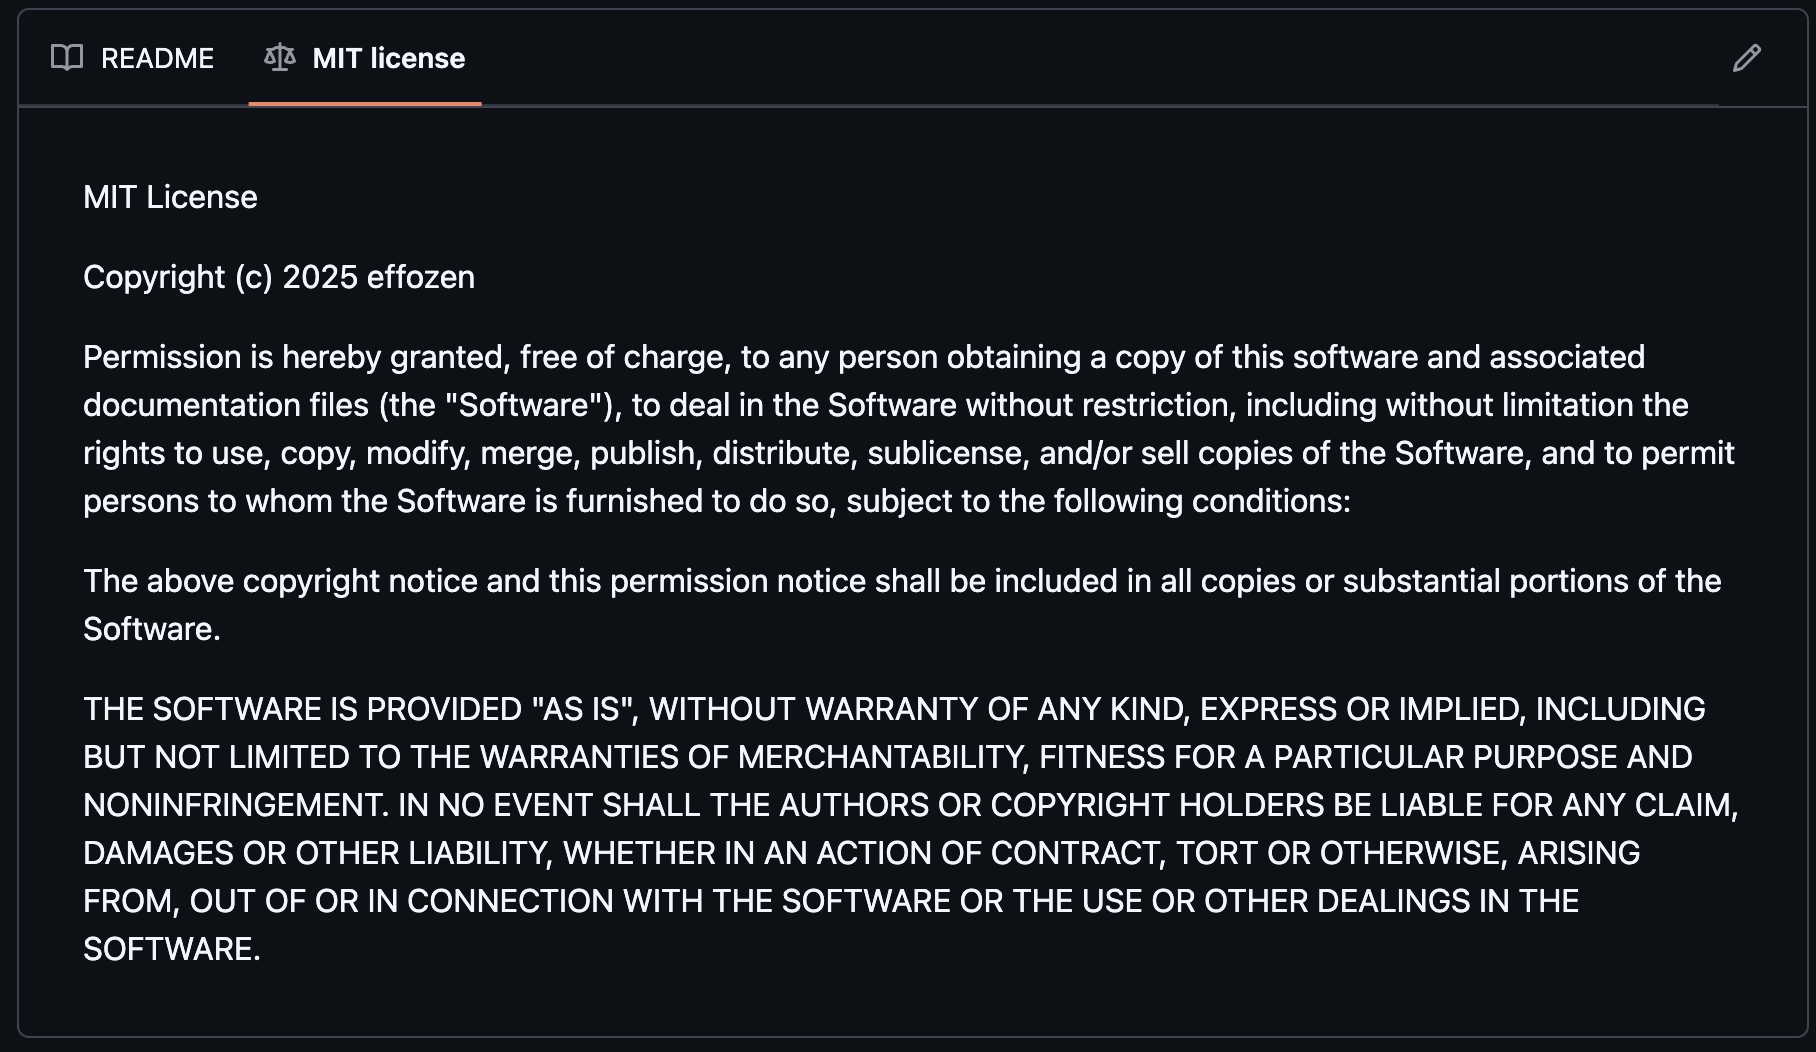 README
MIT license
MIT License
Copyright (c) 2025 effozen
Permission is hereby granted, free of charge, to any person obtaining a copy of this software and associated
documentation files (the "Software"), to deal in the Software without restriction, including without limitation the
rights to use, copy, modify, merge, publish, distribute, sublicense, and/or sell copies of the Software, and to permit
persons to whom the Software is furnished to do so, subject to the following conditions:
The above copyright notice and this permission notice shall be included in all copies or substantial portions of the
Software.
THE SOFTWARE IS PROVIDED "AS IS", WITHOUT WARRANTY OF ANY KIND, EXPRESS OR IMPLIED, INCLUDING
BUT NOT LIMITED TO THE WARRANTIES OF MERCHANTABILITY, FITNESS FOR A PARTICULAR PURPOSE AND
NONINFRINGEMENT. IN NO EVENT SHALL THE AUTHORS OR COPYRIGHT HOLDERS BE LIABLE FOR ANY CLAIM,
DAMAGES OR OTHER LIABILITY, WHETHER IN AN ACTION OF CONTRACT, TORT OR OTHERWISE, ARISING
FROM, OUT OF OR IN CONNECTION WITH THE SOFTWARE OR THE USE OR OTHER DEALINGS IN THE
SOFTWARE.